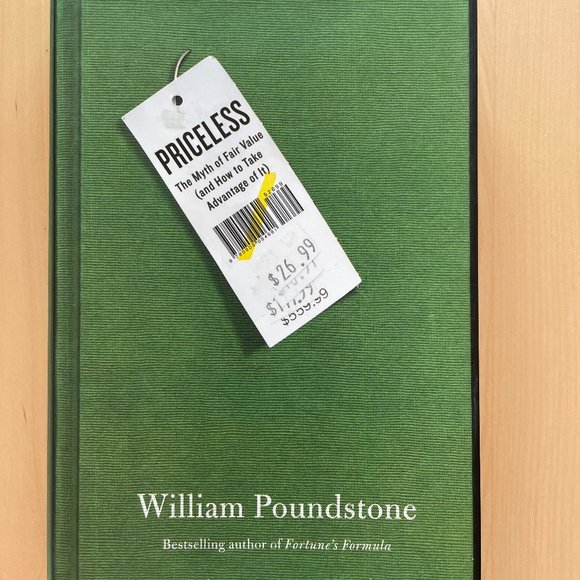 PRICELESS
The Myth of Fair Value
(and How to Take
Advantage of It)
$26.99
William Poundstone
Bestselling author of Fortune's Formula